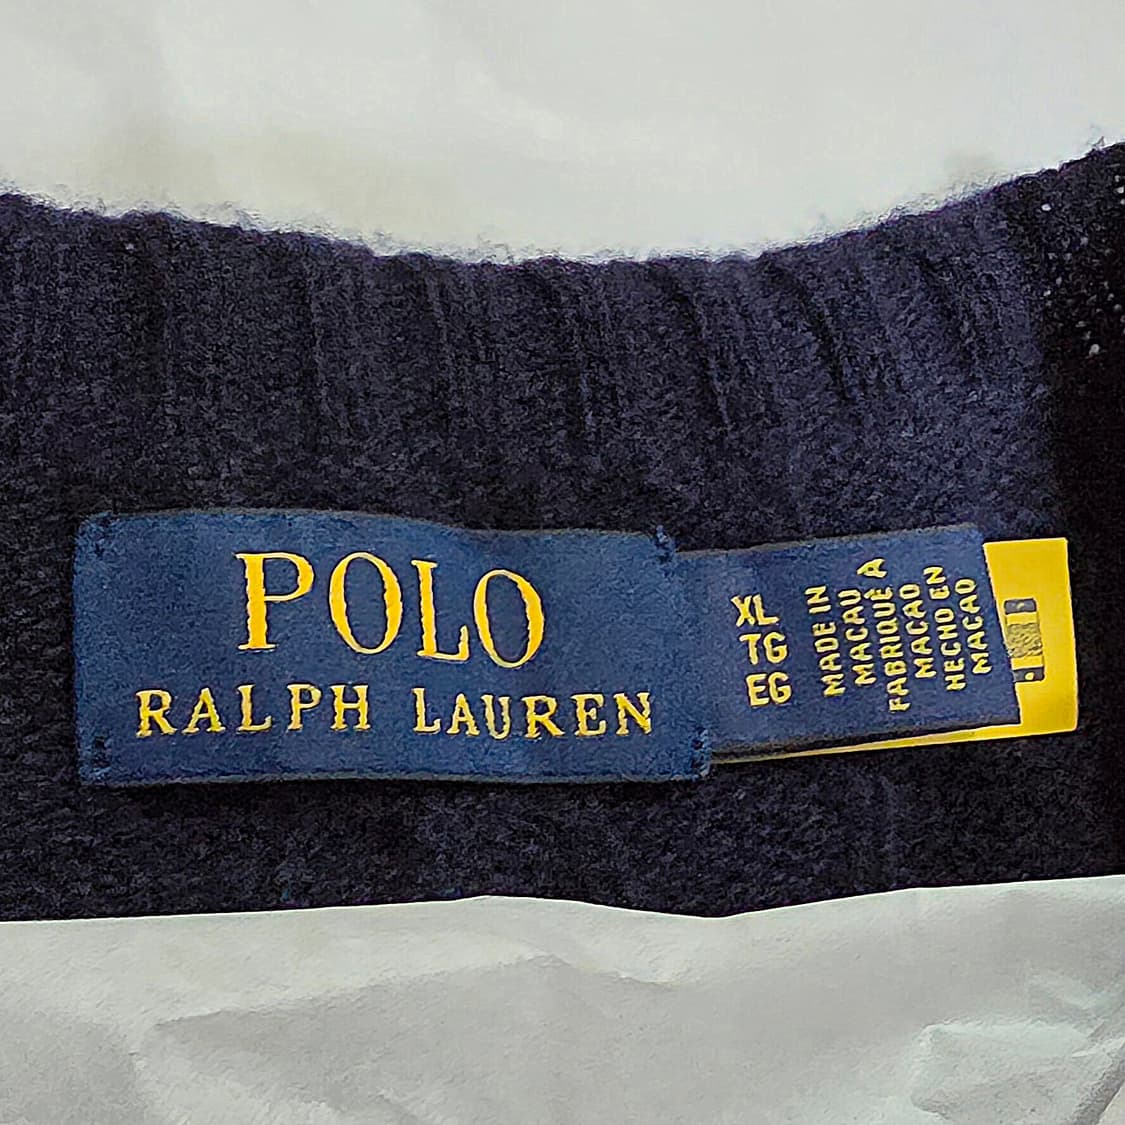 POLO
RALPH LAUREN
XL
TG
EG
MADE IN
MACAU
FABRIQUÉ A
MACAO
HECHO EN
MACAO